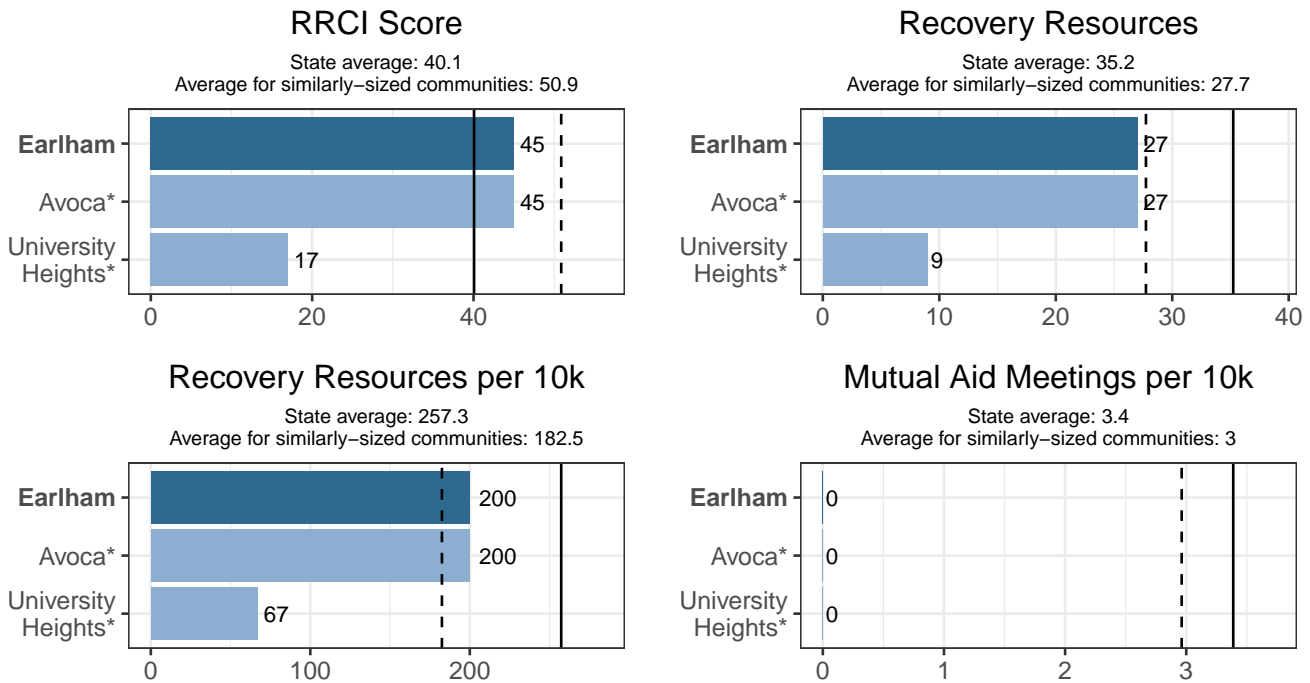 RRCI Score
State average: 40.1
Average for similarly−sized communities: 50.9
Earlham
45
Avoca*
45
University
Heights*
17
0 20 40
Recovery Resources
State average: 35.2
Average for similarly−sized communities: 27.7
Earlham
27
Avoca*
27
University
Heights*
9
0 10 20 30 40
Recovery Resources per 10k
State average: 257.3
Average for similarly−sized communities: 182.5
Earlham
200
Avoca*
200
University
Heights*
67
0 100 200
Mutual Aid Meetings per 10k
State average: 3.4
Average for similarly−sized communities: 3
Earlham
0
Avoca*
0
University
Heights*
0
0 1 2 3